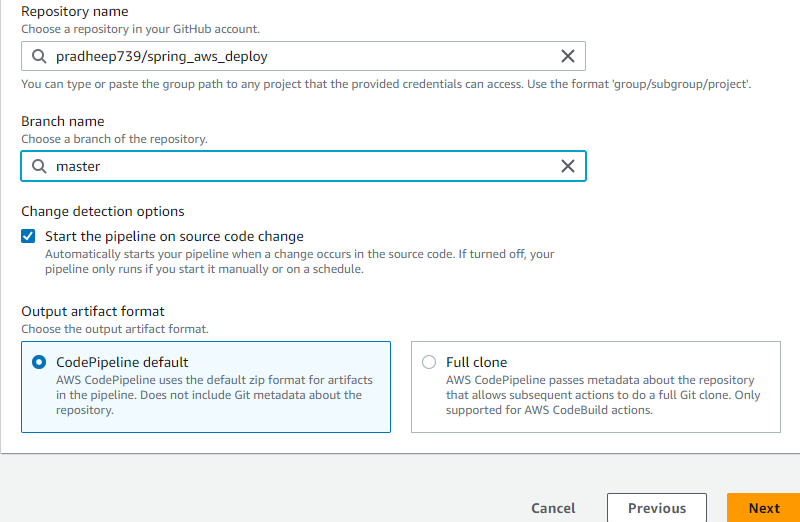 Repository name
Choose a repository in your GitHub account.
pradheep739/spring_aws_deploy
You can type or paste the group path to any project that the provided credentials can access. Use the format 'group/subgroup/project'.
Branch name
Choose a branch of the repository.
master
Change detection options
Start the pipeline on source code change
Automatically starts your pipeline when a change occurs in the source code. If turned off, your
pipeline only runs if you start it manually or on a schedule.
Output artifact format
Choose the output artifact format.
CodePipeline default
AWS CodePipeline uses the default zip format for artifacts
in the pipeline. Does not include Git metadata about the
repository.
Full clone
AWS CodePipeline passes metadata about the repository
that allows subsequent actions to do a full Git clone. Only
supported for AWS CodeBuild actions.
Cancel
Previous
Next